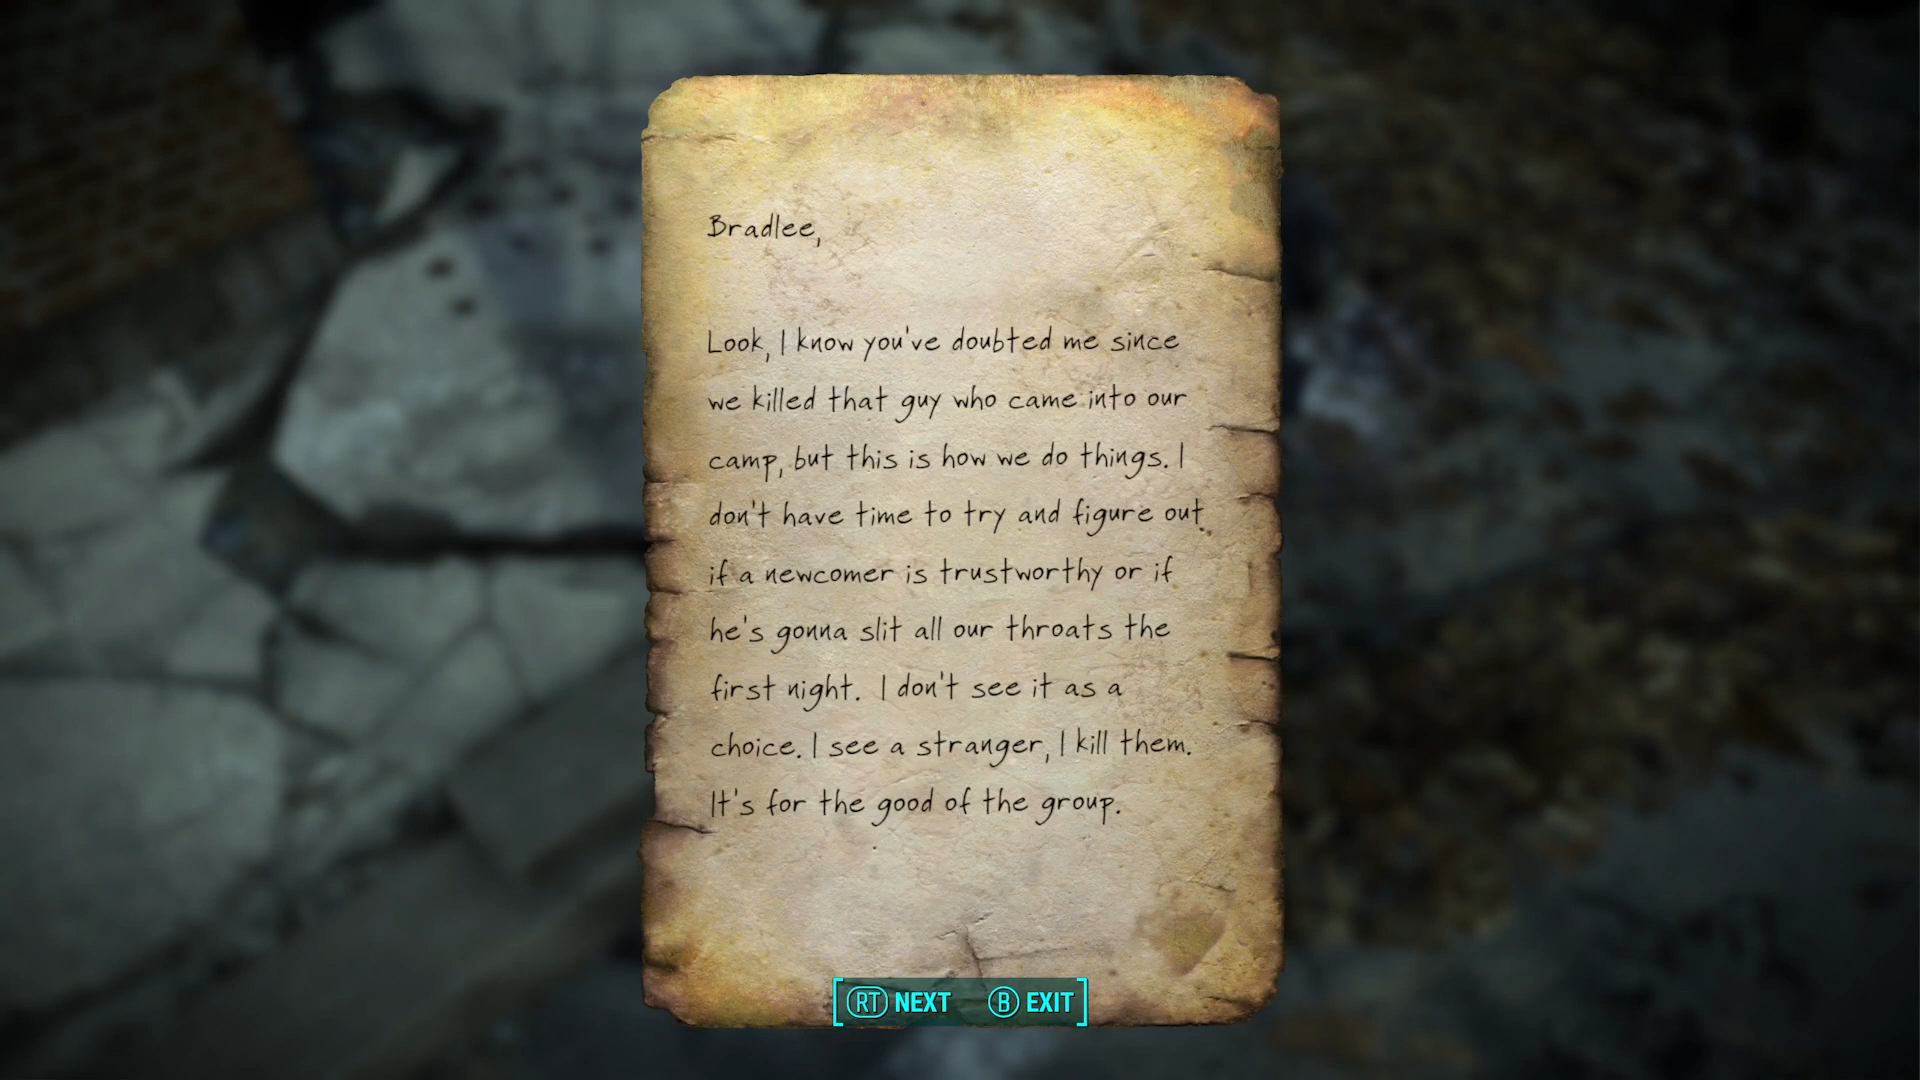 Bradlee,
Look, I know you've doubted me since
we killed that guy who came into our
camp, but this is how we do things. I
don't have time to try and figure out
if a newcomer is trustworthy or if
he's gonna slit all our throats the
first night. I don't see it as a
choice. I see a stranger, I kill them.
It's for the good of the group.
RT NEXT B EXIT